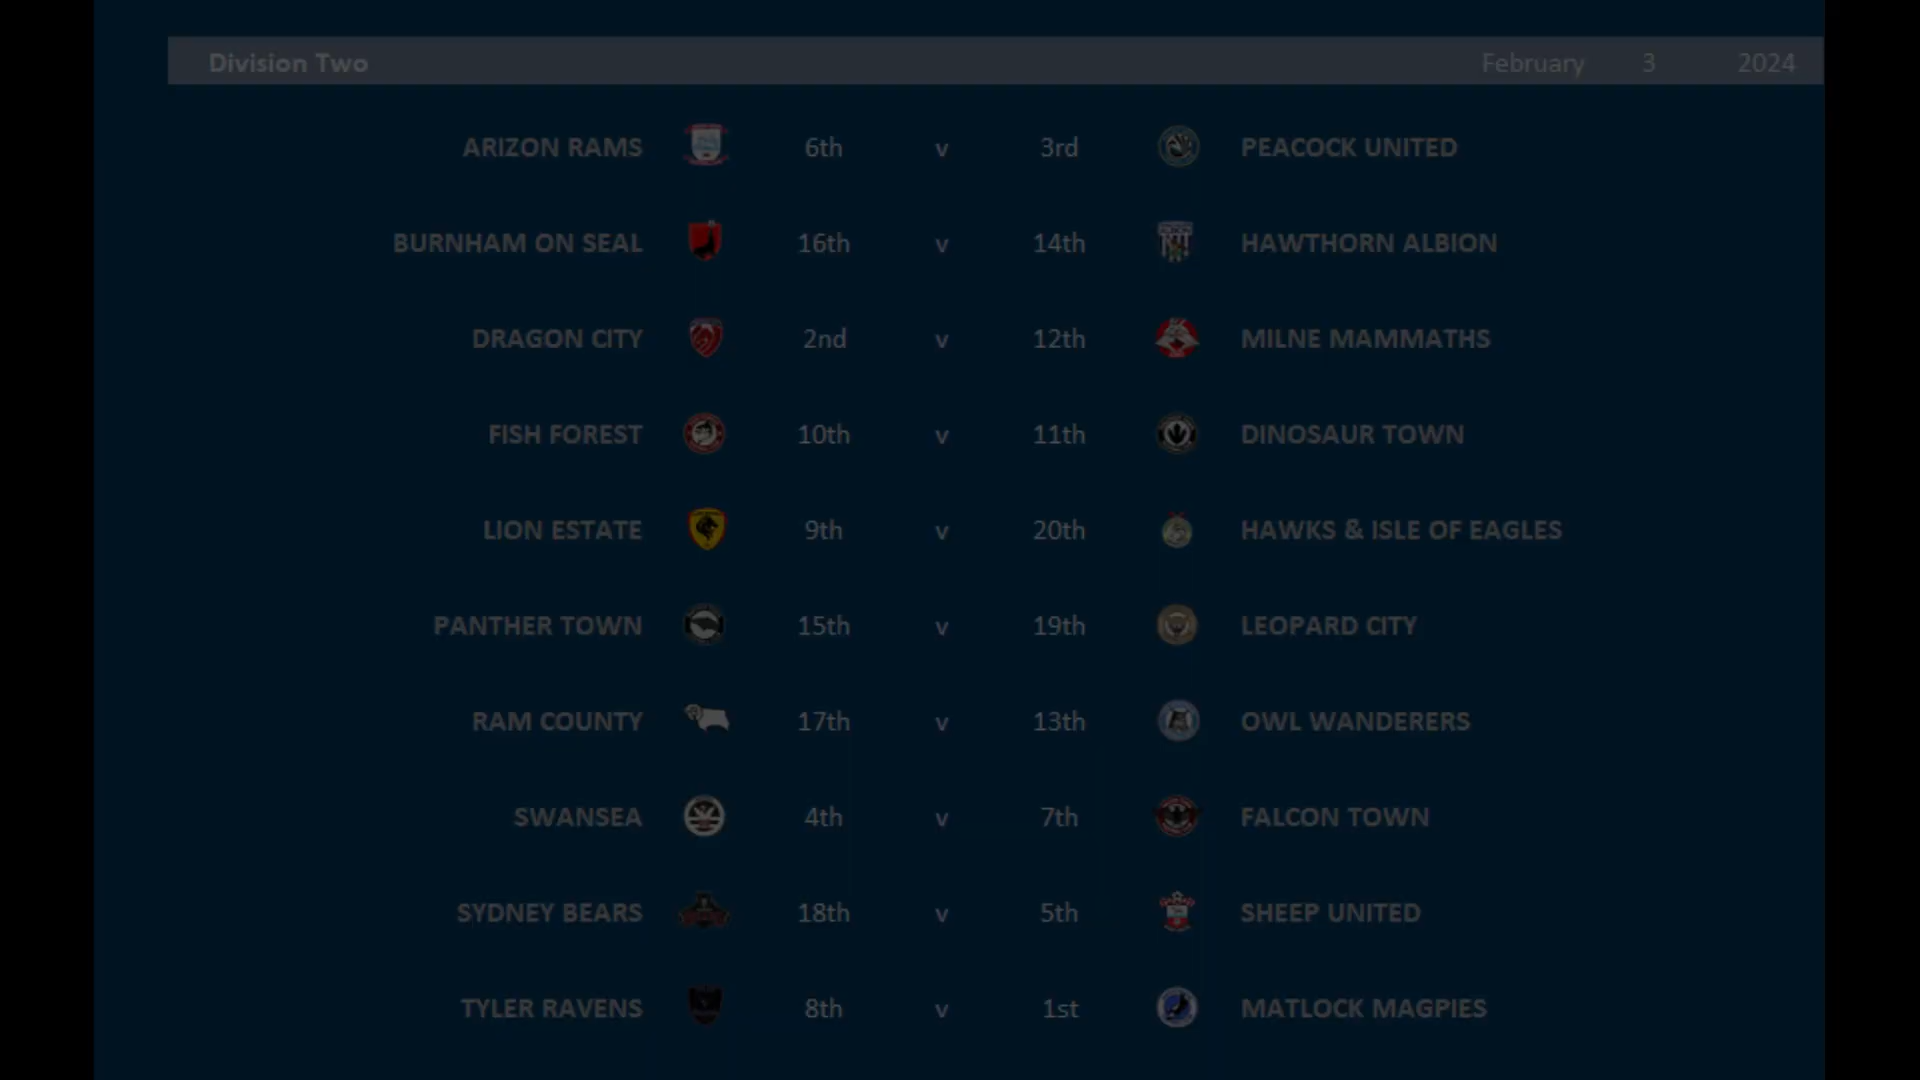 Division Two February 3 2024
ARIZON RAMS 6th v 3rd PEACOCK UNITED
BURNHAM ON SEAL 16th v 14th HAWTHORN ALBION
DRAGON CITY 2nd v 12th MILNE MAMMATHS
FISH FOREST 10th v 11th DINOSAUR TOWN
LION ESTATE 9th v 20th HAWKS & ISLE OF EAGLES
PANTHER TOWN 15th v 19th LEOPARD CITY
RAM COUNTY 17th v 13th OWL WANDERERS
SWANSEA 4th v 7th FALCON TOWN
SYDNEY BEARS 18th v 5th SHEEP UNITED
TYLER RAVENS 8th v 1st MATLOCK MAGPIES